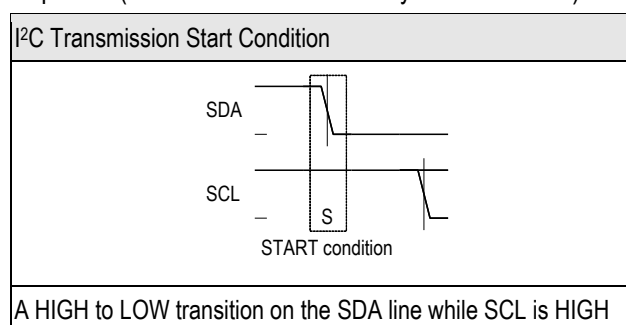 I²C Transmission Start Condition
SDA
SCL
S
START condition
A HIGH to LOW transition on the SDA line while SCL is HIGH